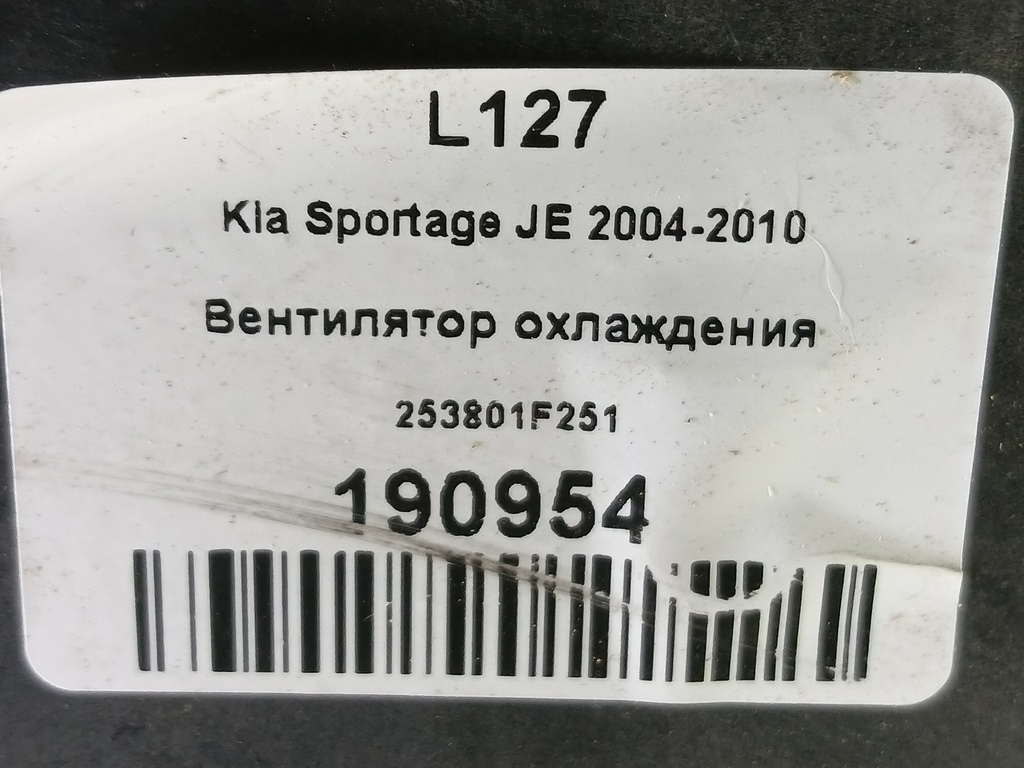 L127
Kia Sportage JE 2004-2010
Вентилятор охлаждения
253801F251
190954